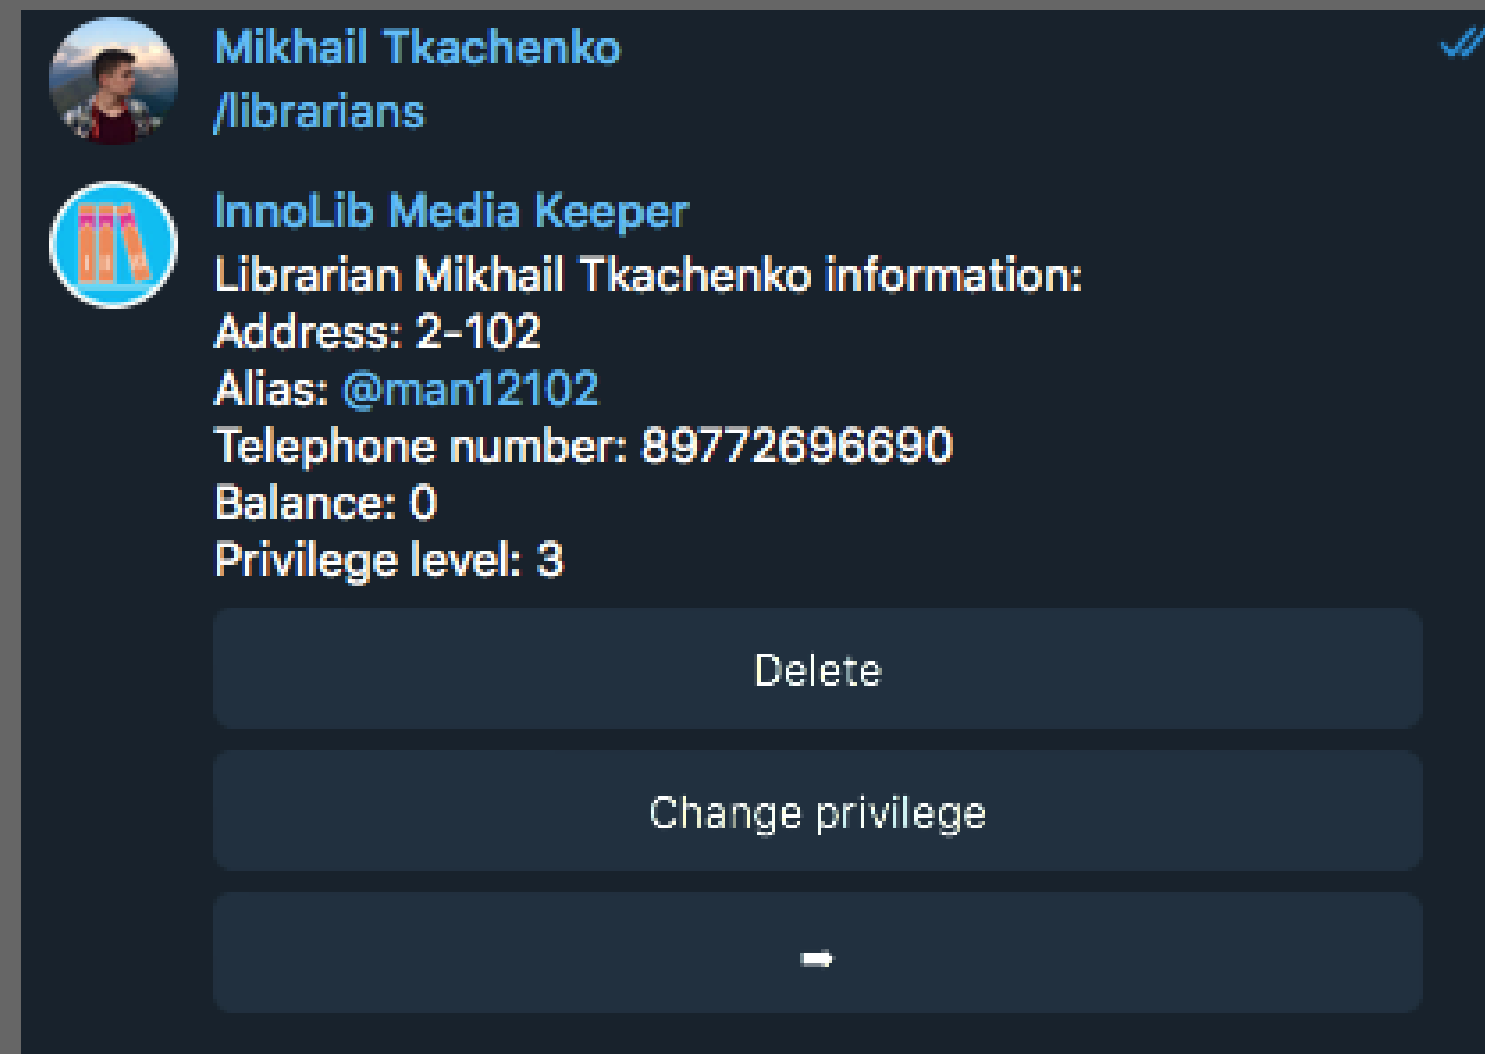 Mikhail Tkachenko
/librarians
InnoLib Media Keeper
Librarian Mikhail Tkachenko information:
Address: 2-102
Alias: @man12102
Telephone number: 89772696690
Balance: 0
Privilege level: 3
Delete
Change privilege